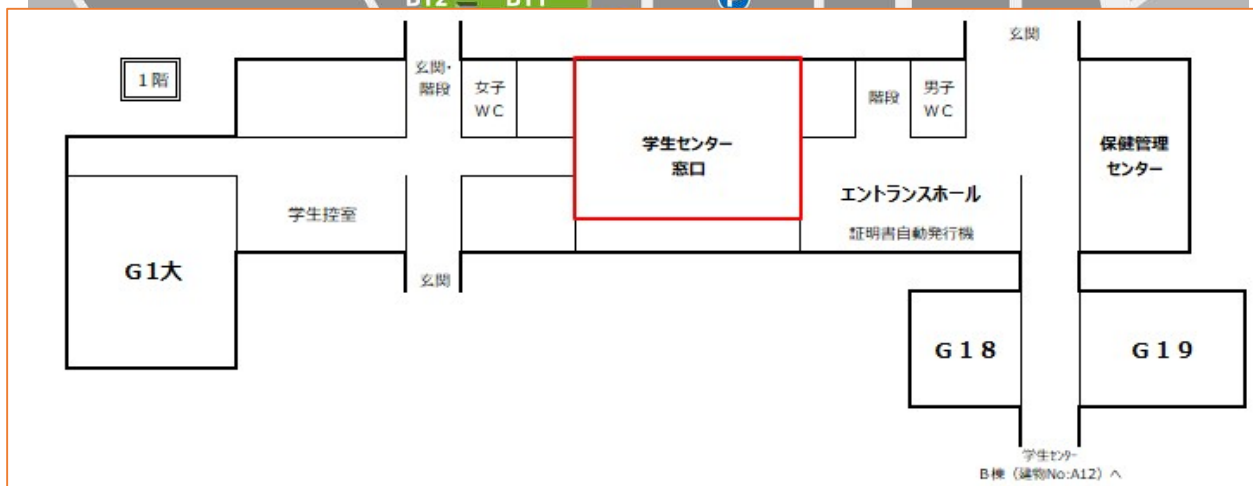 B12 B11
P
玄関
1階
玄関・
階段
女子
WC
階段
男子
WC
学生センター
窓口
保健管理
センター
エントランスホール
学生控室
証明書自動発行機
G1大
玄関
G18
G19
学生センター
B棟（建物No:A12）へ